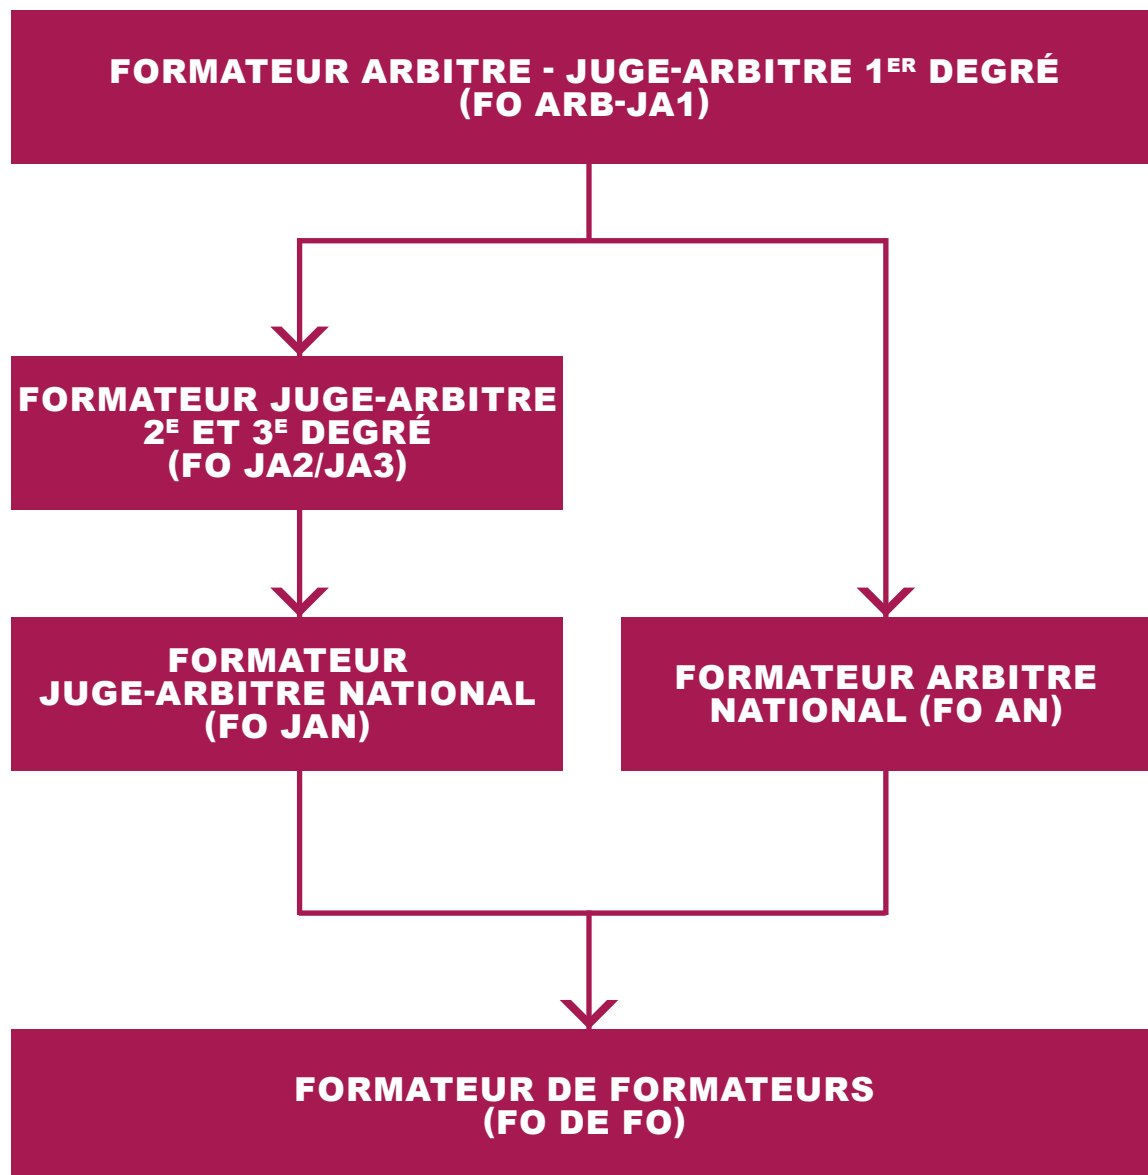 FORMATEUR ARBITRE - JUGE-ARBITRE 1ER DEGRÉ
(FO ARB-JA1)
FORMATEUR JUGE-ARBITRE
2E ET 3E DEGRÉ
(FO JA2/JA3)
FORMATEUR
JUGE-ARBITRE NATIONAL
(FO JAN)
FORMATEUR ARBITRE
NATIONAL (FO AN)
FORMATEUR DE FORMATEURS
(FO DE FO)